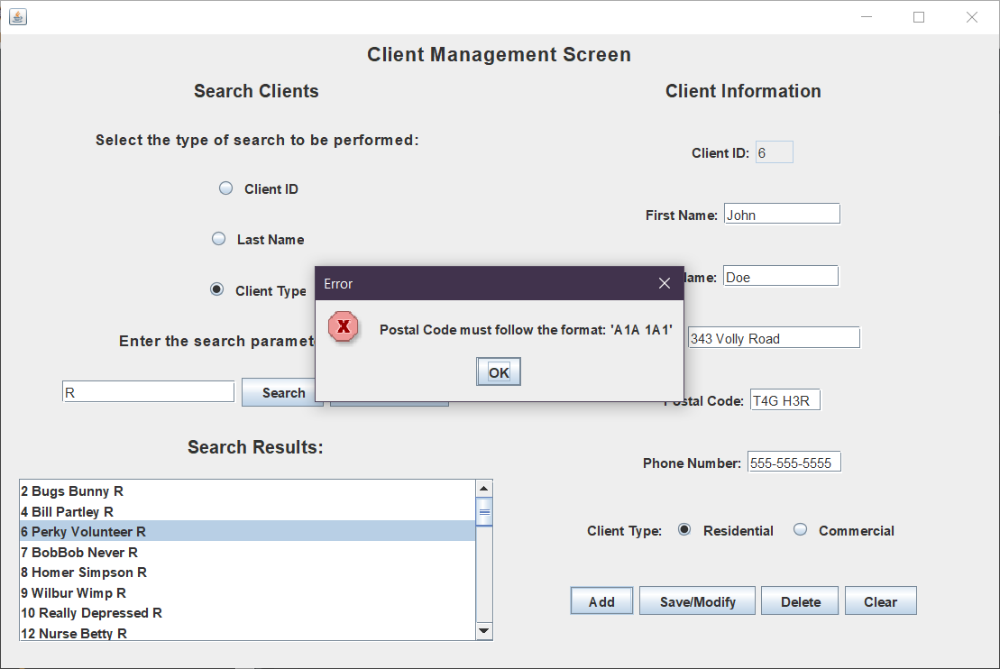 Client Management Screen
Search Clients
Select the type of search to be performed:
Client ID
Last Name
Client Type
Enter the search
R
Search
Search Results:
2 Bugs Bunny R
4 Bill Partley R
6 Perky Volunteer R
7 BobBob Never R
8 Homer Simpson R
9 Wilbur Wimp R
10 Really Depressed R
12 Nurse Betty R
Error
X
Postal Code must follow the format: 'A1A 1A1'
OK
Client Information
Client ID: 6
First Name: John
Name: Doe
343 Volly Road
Postal Code: T4G H3R
Phone Number: 555-555-5555
Client Type: Residential Commercial
Add Save/Modify Delete Clear